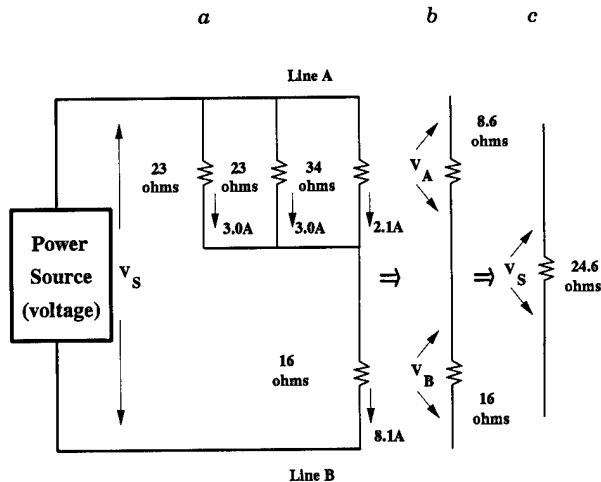 a b c
Line A
8.6
ohms
23
ohms
23
ohms
34
ohms
V A
3.0A
3.0A
2.1A
Power
Source
(voltage)
V S
⇒
⇒
V S
24.6
ohms
16
ohms
V B
8.1A
16
ohms
Line B